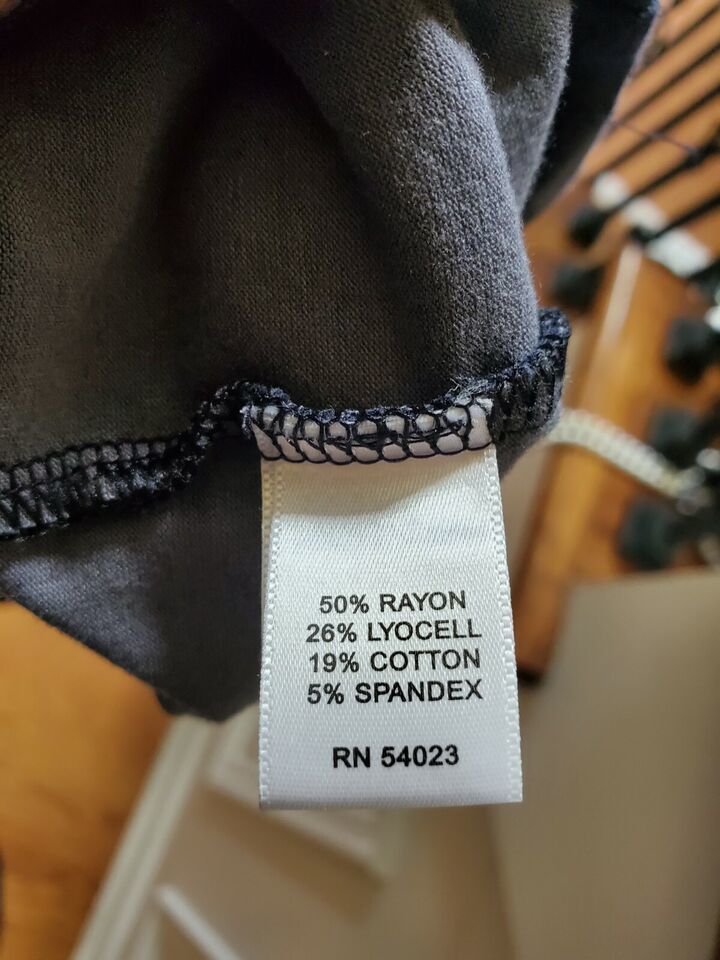 50% RAYON
26% LYOCELL
19% COTTON
5% SPANDEX
RN 54023